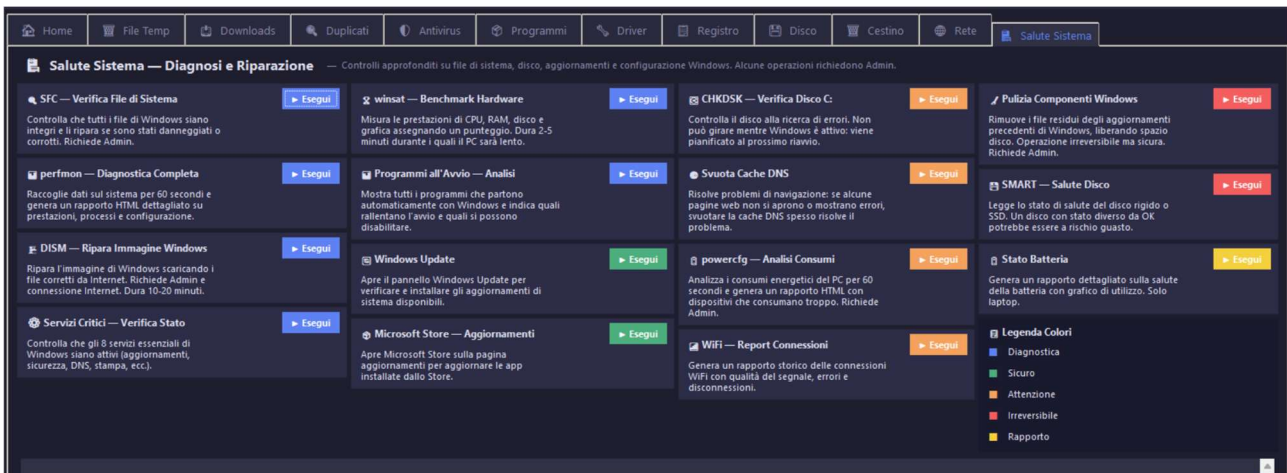 Home
File Temp
Downloads
Duplicati
Antivirus
Programmi
Driver
Registro
Disco
Cestino
Rete
Salute Sistema
Salute Sistema — Diagnosi e Riparazione — Controlli approfonditi su file di sistema, disco, aggiornamenti e configurazione Windows. Alcune operazioni richiedono Admin.
SFC — Verifica File di Sistema
► Esegui
Controlla che tutti i file di Windows siano
integri e li ripara se sono stati danneggiati o
corrotti. Richiede Admin.
perfmon — Diagnostica Completa
► Esegui
Raccoglie dati sul sistema per 60 secondi e
genera un rapporto HTML dettagliato su
prestazioni, processi e configurazione.
DISM — Ripara Immagine Windows
► Esegui
Ripara l'immagine di Windows scaricando i
file corretti da Internet. Richiede Admin e
connessione Internet. Dura 10-20 minuti.
Servizi Critici — Verifica Stato
► Esegui
Controlla che gli 8 servizi essenziali di
Windows siano attivi (aggiornamenti,
sicurezza, DNS, stampa, ecc.).
winsat — Benchmark Hardware
► Esegui
Misura le prestazioni di CPU, RAM, disco e
grafica assegnando un punteggio. Dura 2-5
minuti durante i quali il PC sarà lento.
Programmi all'Avvio — Analisi
► Esegui
Mostra tutti i programmi che partono
automaticamente con Windows e indica quali
rallentano l'avvio e quali si possono
disabilitare.
Windows Update
► Esegui
Apre il pannello Windows Update per
verificare e installare gli aggiornamenti di
sistema disponibili.
Microsoft Store — Aggiornamenti
► Esegui
Apre Microsoft Store sulla pagina
aggiornamenti per aggiornare le app
installate dallo Store.
CHKDSK — Verifica Disco C:
► Esegui
Controlla il disco alla ricerca di errori. Non
può girare mentre Windows è attivo: viene
pianificato al prossimo riavvio.
Svuota Cache DNS
► Esegui
Risolve problemi di navigazione: se alcune
pagine web non si aprono o mostrano errori,
svuotare la cache DNS spesso risolve il
problema.
powercfg — Analisi Consumi
► Esegui
Analizza i consumi energetici del PC per 60
secondi e genera un rapporto HTML con
dispositivi che consumano troppo. Richiede
Admin.
WiFi — Report Connessioni
► Esegui
Genera un rapporto storico delle connessioni
WiFi con qualità del segnale, errori e
disconnessioni.
Pulizia Componenti Windows
► Esegui
Rimuove i file residui degli aggiornamenti
precedenti di Windows, liberando spazio
disco. Operazione irreversibile ma sicura.
Richiede Admin.
SMART — Salute Disco
► Esegui
Legge lo stato di salute del disco rigido o
SSD. Un disco con stato diverso da OK
potrebbe essere a rischio guasto.
Stato Batteria
► Esegui
Genera un rapporto dettagliato sulla salute
della batteria con grafico di utilizzo. Solo
laptop.
Legenda Colori
Diagnostica
Sicuro
Attenzione
Irreversibile
Rapporto